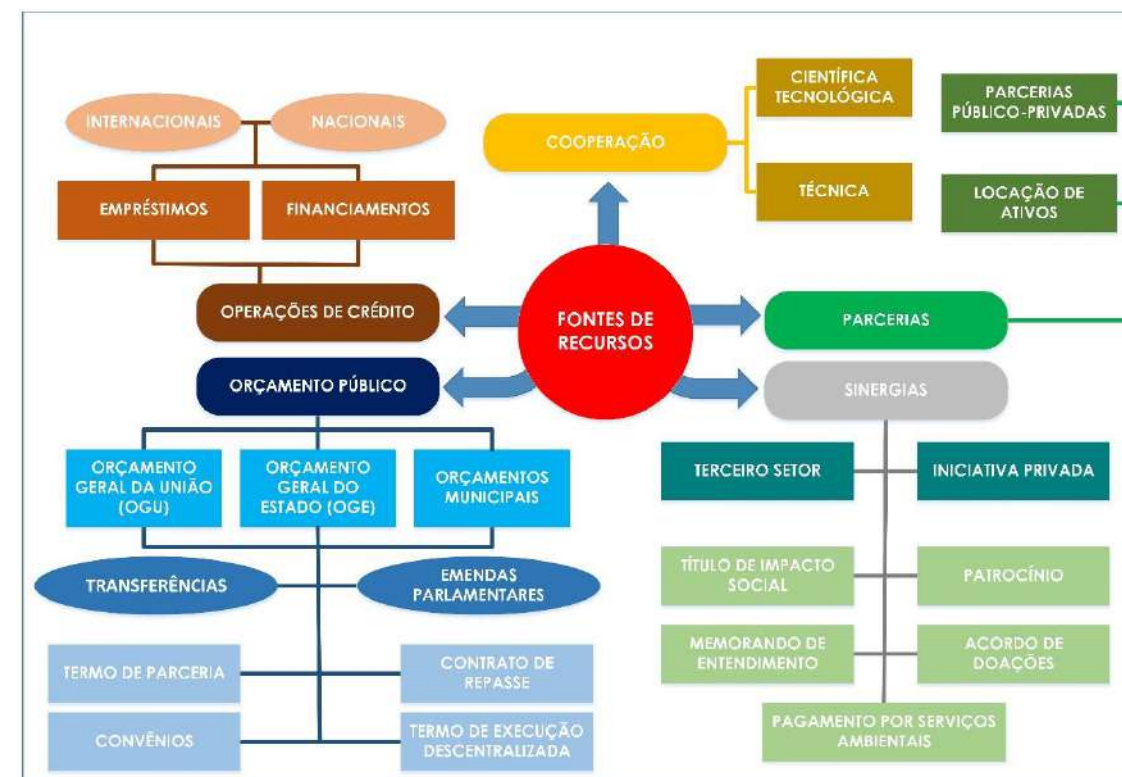 INTERNACIONAIS
NACIONAIS
EMPRÉSTIMOS
FINANCIAMENTOS
OPERAÇÕES DE CRÉDITO
COOPERAÇÃO
CIENTÍFICA
TECNOLÓGICA
TÉCNICA
PARCERIAS
PÚBLICO-PRIVADAS
LOCAÇÃO DE
ATIVOS
FONTES DE
RECURSOS
PARCERIAS
ORÇAMENTO PÚBLICO
ORÇAMENTO
GERAL DA UNIÃO
(OGU)
ORÇAMENTO
GERAL DO
ESTADO (OGE)
ORÇAMENTOS
MUNICIPAIS
TRANSFERÊNCIAS
EMENDAS
PARLAMENTARES
TERMO DE PARCERIA
CONTRATO DE
REPASSE
CONVÊNIOS
TERMO DE EXECUÇÃO
DESCENTRALIZADA
SINERGIAS
TERCEIRO SETOR
INICIATIVA PRIVADA
TÍTULO DE IMPACTO
SOCIAL
PATROCÍNIO
MEMORANDO DE
ENTENDIMENTO
ACORDO DE
DOAÇÕES
PAGAMENTO POR SERVIÇOS
AMBIENTAIS